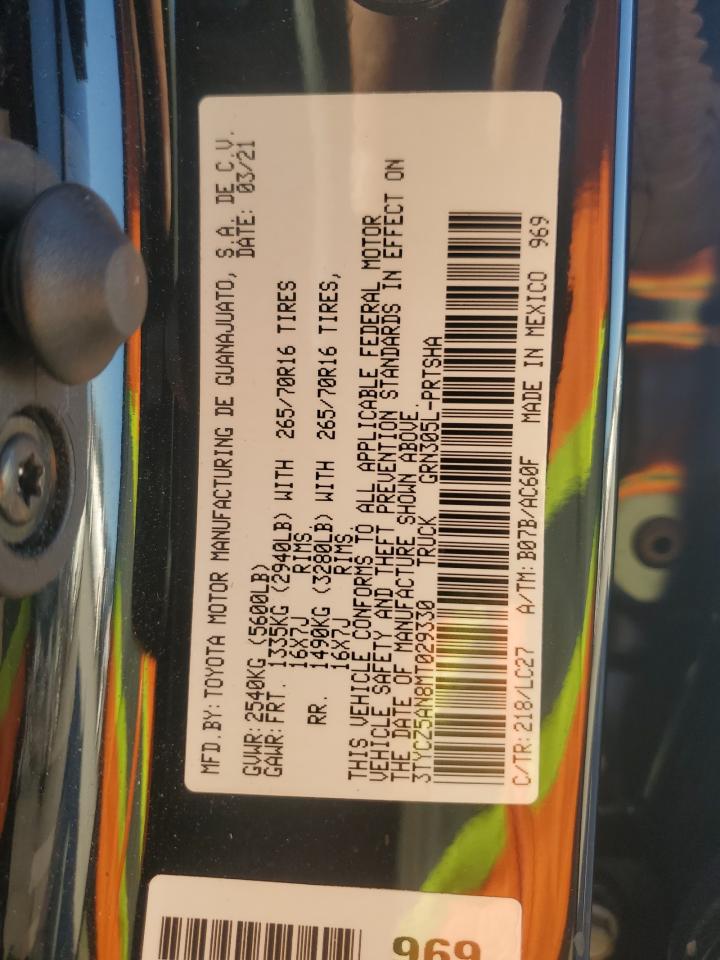 MFD.BY:TOYOTA MOTOR MANUFACTURING DE GUANAJUATO, S.A. DE C.V.
DATE: 03/21
GVWR:2540KG (5600LB)
GAWR:FRT. 1335KG (2940LB) WITH 265/70R16 TIRES
16X7J RIMS.
RR. 1490KG (3280LB) WITH 265/70R16 TIRES,
16X7J RIMS.
THIS VEHICLE CONFORMS TO ALL APPLICABLE FEDERAL MOTOR
VEHICLE SAFETY AND THEFT PREVENTION STANDARDS IN EFFECT ON
THE DATE OF MANUFACTURE SHOWN ABOVE.
3TYCZ5AN8MT029330 TRUCK GRN305L-PRTSHA
C/TR:218/LC27 A/TM:B07B/AC60F MADE IN MEXICO 969
969